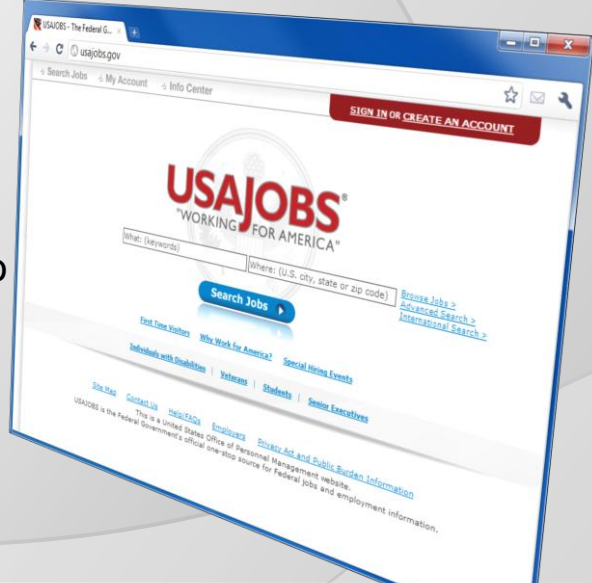 USAJOBS - The Federal G...
usajobs.gov
Search Jobs My Account Info Center
SIGN IN OR CREATE AN ACCOUNT
USAJOBS®
"WORKING FOR AMERICA"
What: (keywords) Where: (U.S. city, state or zip code)
Browse Jobs >
Advanced Search >
International Search >
Search Jobs
First Time Visitors Why Work for America? Special Hiring Events
Individuals with Disabilities | Veterans | Students | Senior Executives
Site Map Contact Us Help/FAQs Employers Privacy Act and Public Burden Information
This is a United States Office of Personnel Management website.
USAJOBS is the Federal Government's official one-stop source for Federal jobs and employment information.